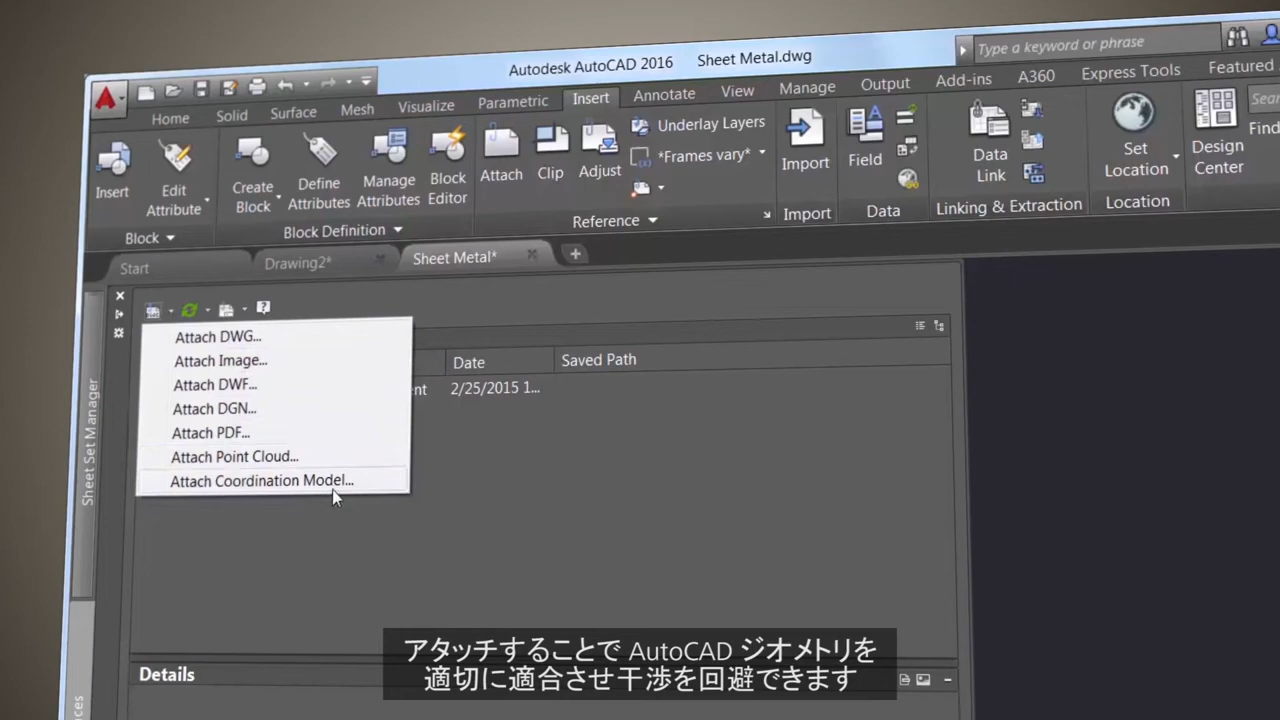 Autodesk AutoCAD 2016 Sheet Metal.dwg
Type a keyword or phrase
Home Solid Surface Mesh Visualize Parametric Insert Annotate View Manage Output Add-ins A360 Express Tools Featured
Insert
Edit
Attribute
Block
Create
Block
Define
Attributes
Manage
Attributes
Block
Editor
Block Definition
Attach
Clip
Adjust
Underlay Layers
*Frames vary*
Reference
Import
Import
Field
Data
Data
Link
Linking & Extraction
Set
Location
Location
Design
Center
Start Drawing2* Sheet Metal*
Sheet Set Manager
Attach DWG...
Attach Image...
Attach DWF...
Attach DGN...
Attach PDF...
Attach Point Cloud...
Attach Coordination Model...
Date Saved Path
2/25/2015 1...
Details
アタッチすることで AutoCAD ジオメトリを
適切に適合させ干渉を回避できます